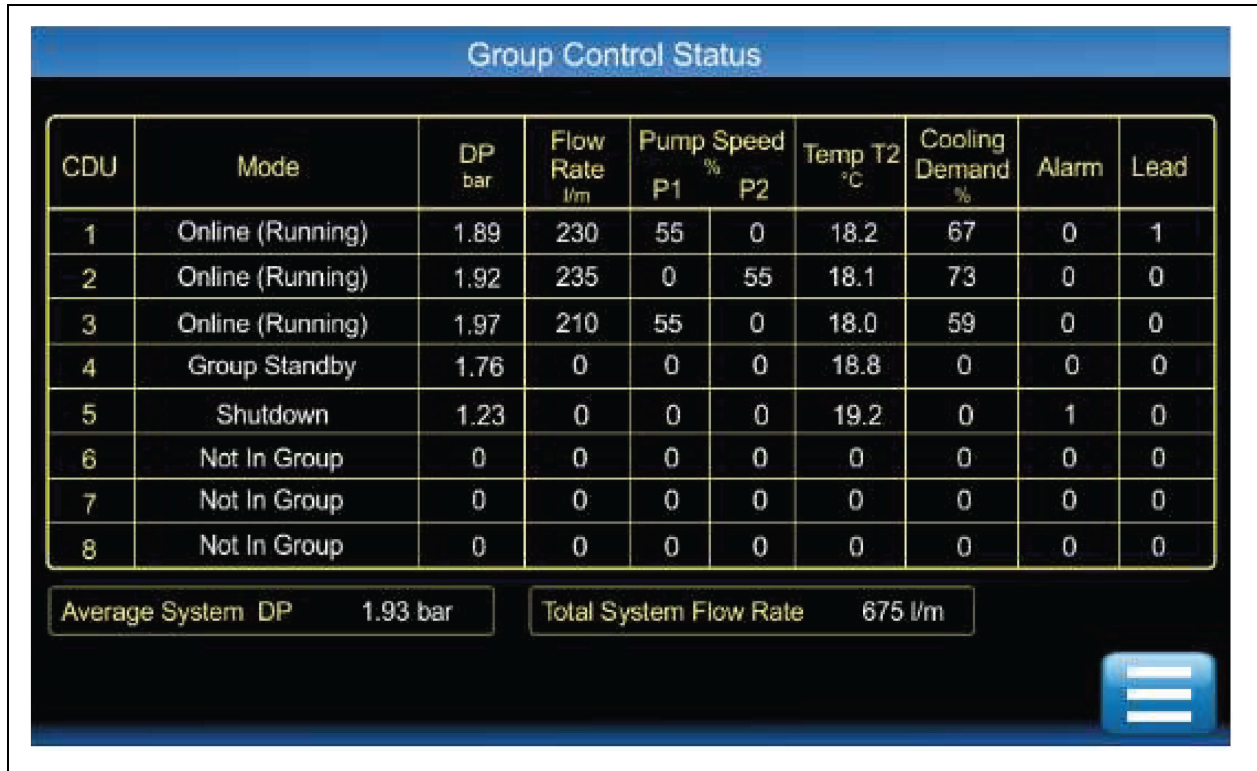 Group Control Status
CDU Mode DP bar Flow Rate l/m Pump Speed % P1 P2 Temp T2 °C Cooling Demand % Alarm Lead
1 Online (Running) 1.89 230 55 0 18.2 67 0 1
2 Online (Running) 1.92 235 0 55 18.1 73 0 0
3 Online (Running) 1.97 210 55 0 18.0 59 0 0
4 Group Standby 1.76 0 0 0 18.8 0 0 0
5 Shutdown 1.23 0 0 0 19.2 0 1 0
6 Not In Group 0 0 0 0 0 0 0 0
7 Not In Group 0 0 0 0 0 0 0 0
8 Not In Group 0 0 0 0 0 0 0 0
Average System DP 1.93 bar Total System Flow Rate 675 l/m